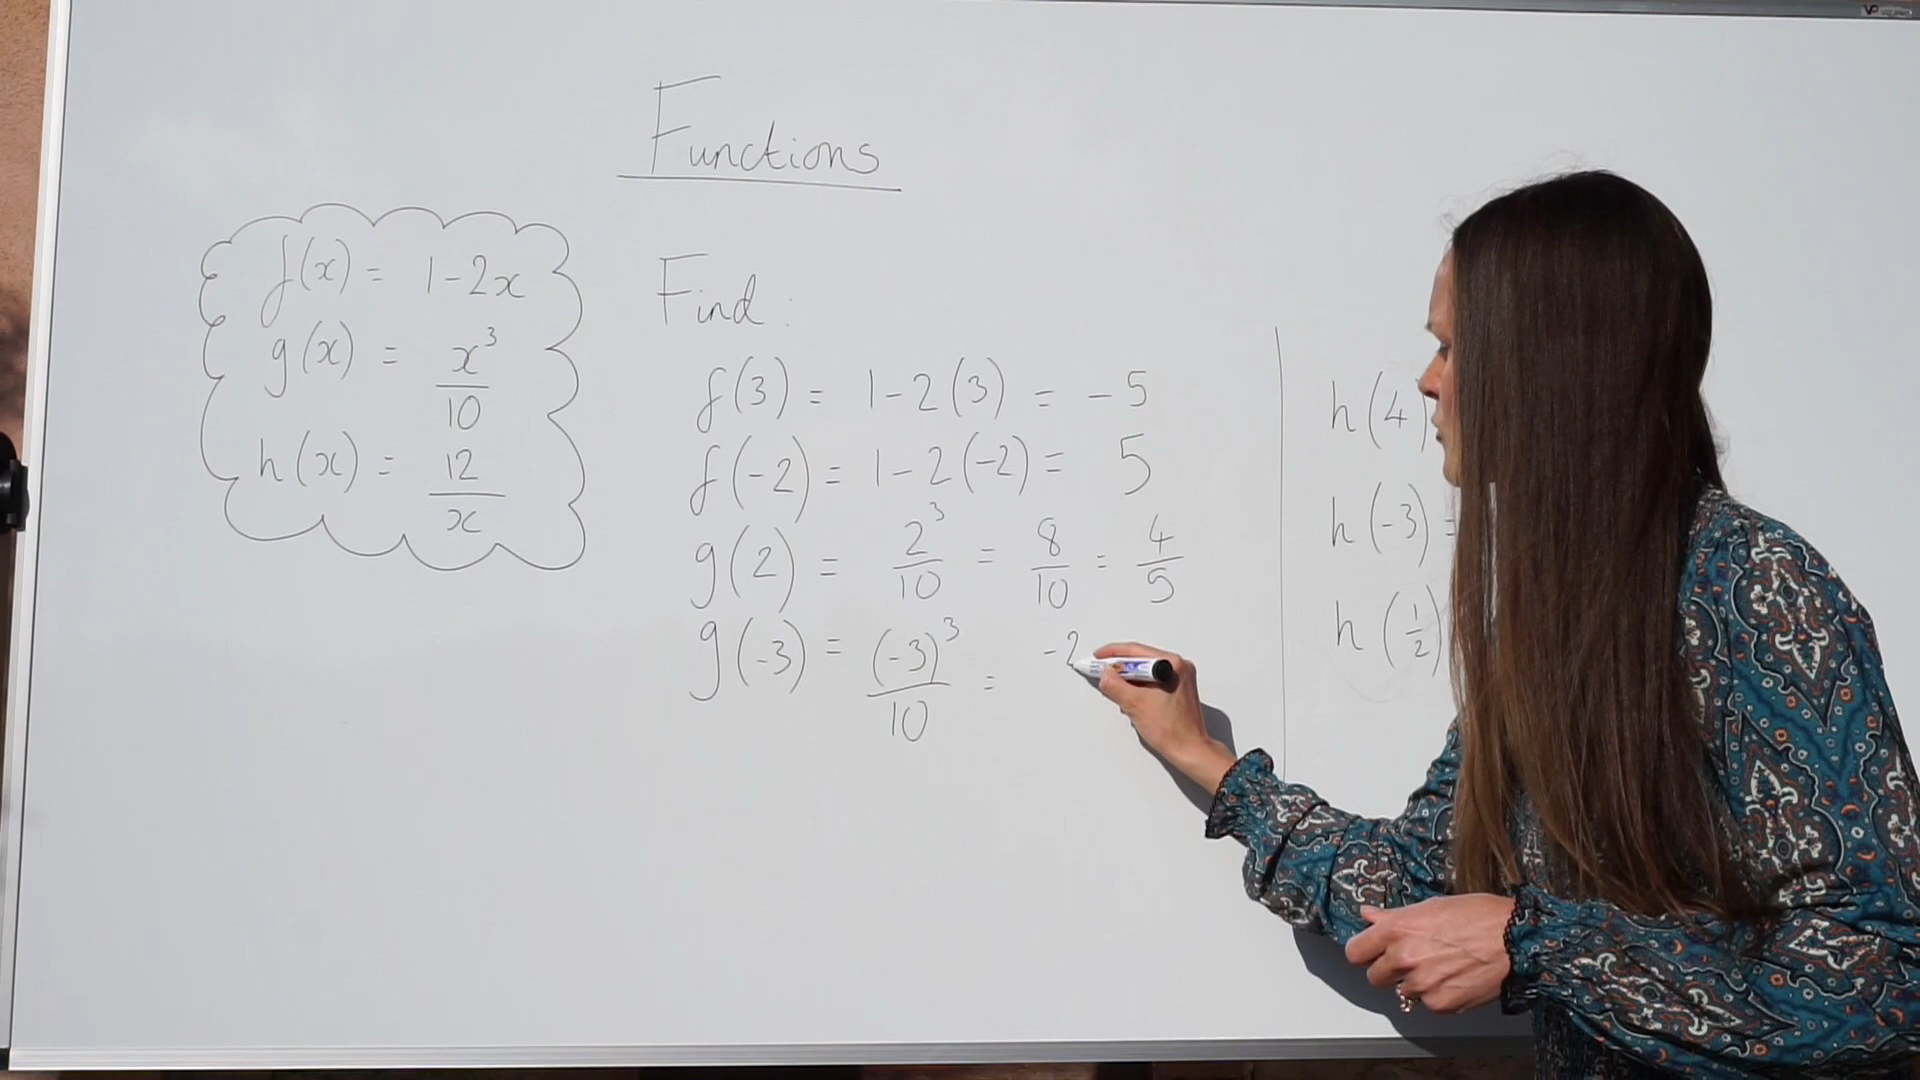 Functions
f(x) = 1-2x
g(x) = x³/10
h(x) = 12/x
Find:
f(3) = 1-2(3) = -5
f(-2) = 1-2(-2) = 5
g(2) = 2³/10 = 8/10 = 4/5
g(-3) = (-3)³/10 = -2
h(4)
h(-3) =
h(1/2)